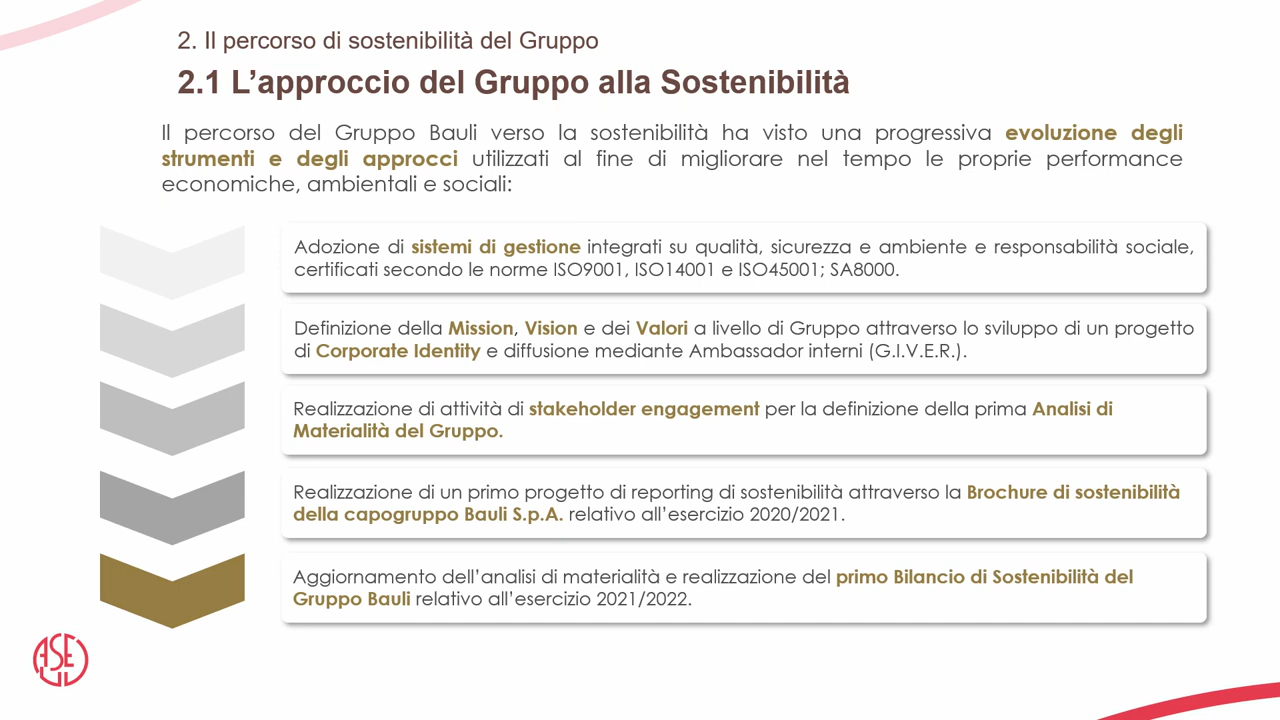 2. Il percorso di sostenibilità del Gruppo
2.1 L’approccio del Gruppo alla Sostenibilità
Il percorso del Gruppo Bauli verso la sostenibilità ha visto una progressiva evoluzione degli
strumenti e degli approcci utilizzati al fine di migliorare nel tempo le proprie performance
economiche, ambientali e sociali:
Adozione di sistemi di gestione integrati su qualità, sicurezza e ambiente e responsabilità sociale,
certificati secondo le norme ISO9001, ISO14001 e ISO45001; SA8000.
Definizione della Mission, Vision e dei Valori a livello di Gruppo attraverso lo sviluppo di un progetto
di Corporate Identity e diffusione mediante Ambassador interni (G.I.V.E.R.).
Realizzazione di attività di stakeholder engagement per la definizione della prima Analisi di
Materialità del Gruppo.
Realizzazione di un primo progetto di reporting di sostenibilità attraverso la Brochure di sostenibilità
della capogruppo Bauli S.p.A. relativo all’esercizio 2020/2021.
Aggiornamento dell’analisi di materialità e realizzazione del primo Bilancio di Sostenibilità del
Gruppo Bauli relativo all’esercizio 2021/2022.